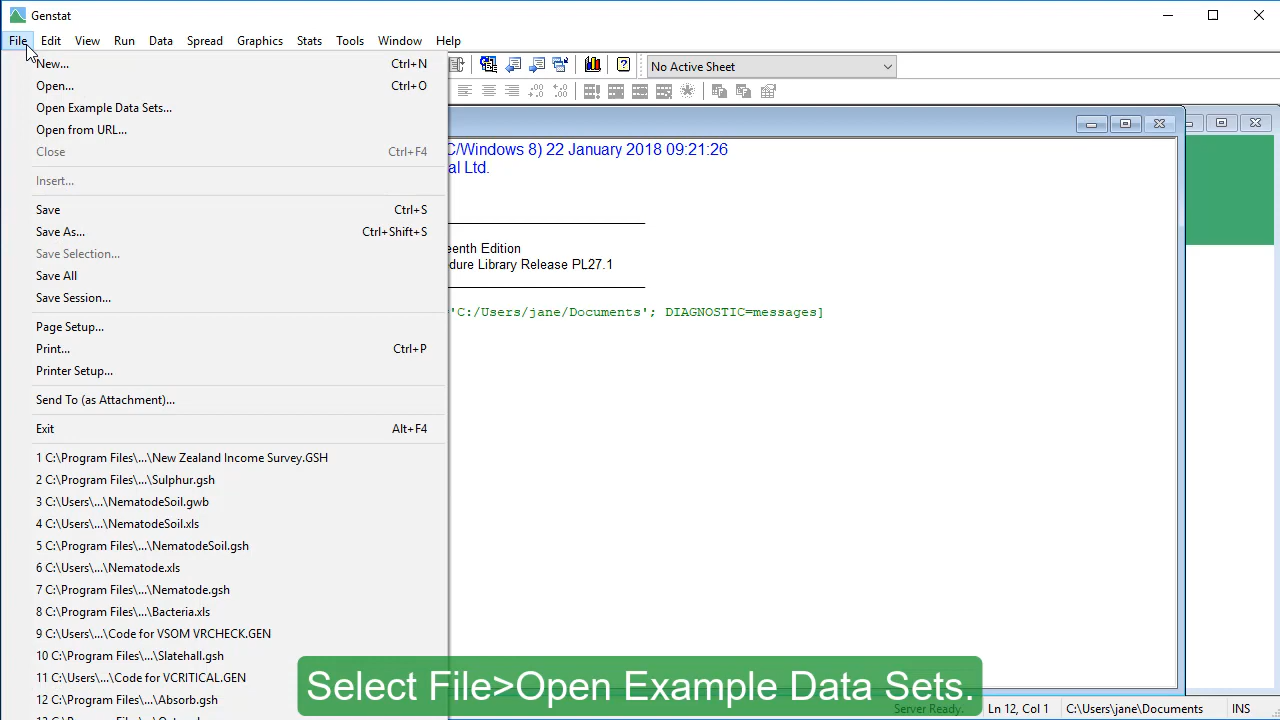 Genstat
File Edit View Run Data Spread Graphics Stats Tools Window Help
New... Ctrl+N
Open... Ctrl+O
Open Example Data Sets...
Open from URL...
Close Ctrl+F4
Insert...
Save Ctrl+S
Save As... Ctrl+Shift+S
Save Selection...
Save All
Save Session...
Page Setup...
Print... Ctrl+P
Printer Setup...
Send To (as Attachment)...
Exit Alt+F4
1 C:\Program Files\...\New Zealand Income Survey.GSH
2 C:\Program Files\...\Sulphur.gsh
3 C:\Users\...\NematodeSoil.gwb
4 C:\Users\...\NematodeSoil.xls
5 C:\Program Files\...\NematodeSoil.gsh
6 C:\Users\...\Nematode.xls
7 C:\Program Files\...\Nematode.gsh
8 C:\Program Files\...\Bacteria.xls
9 C:\Users\...\Code for VSOM VRCHECK.GEN
10 C:\Program Files\...\Slatehall.gsh
11 C:\Users\...\Code for VCRITICAL.GEN
12 C:\Program Files\...\Absorb.gsh
No Active Sheet
C/Windows 8) 22 January 2018 09:21:26
al Ltd.
eenth Edition
dure Library Release PL27.1
'C:/Users/jane/Documents'; DIAGNOSTIC=messages]
Select File>Open Example Data Sets.
Server Ready. Ln 12, Col 1 C:\Users\jane\Documents INS